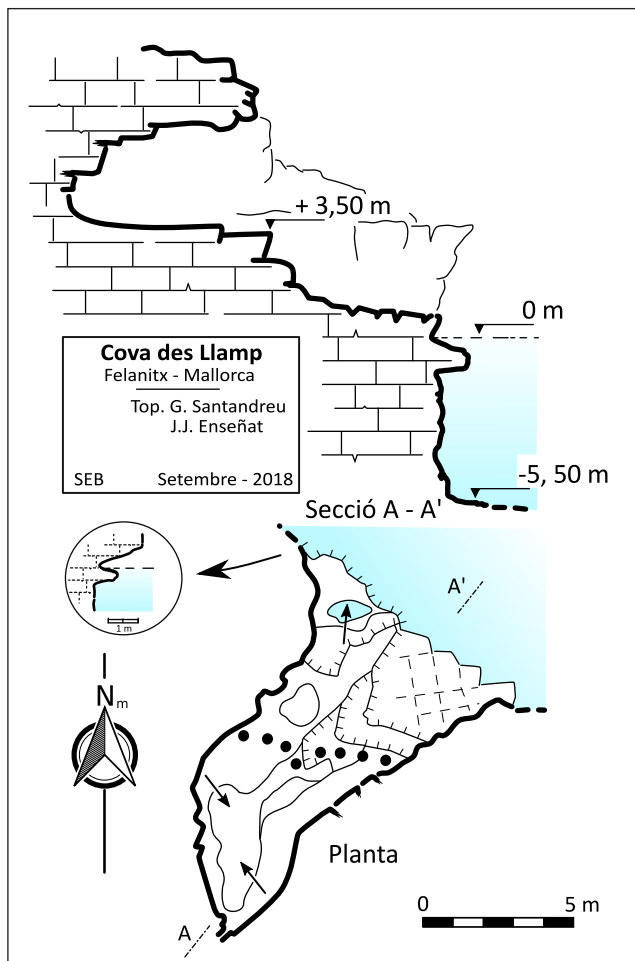 + 3,50 m
0 m
Cova des Llamp
Felanitx - Mallorca
Top. G. Santandreu
J.J. Enseñat
SEB Setembre - 2018
-5, 50 m
Secció A - A'
A'
1 m
Nm
Planta
A
0 5 m